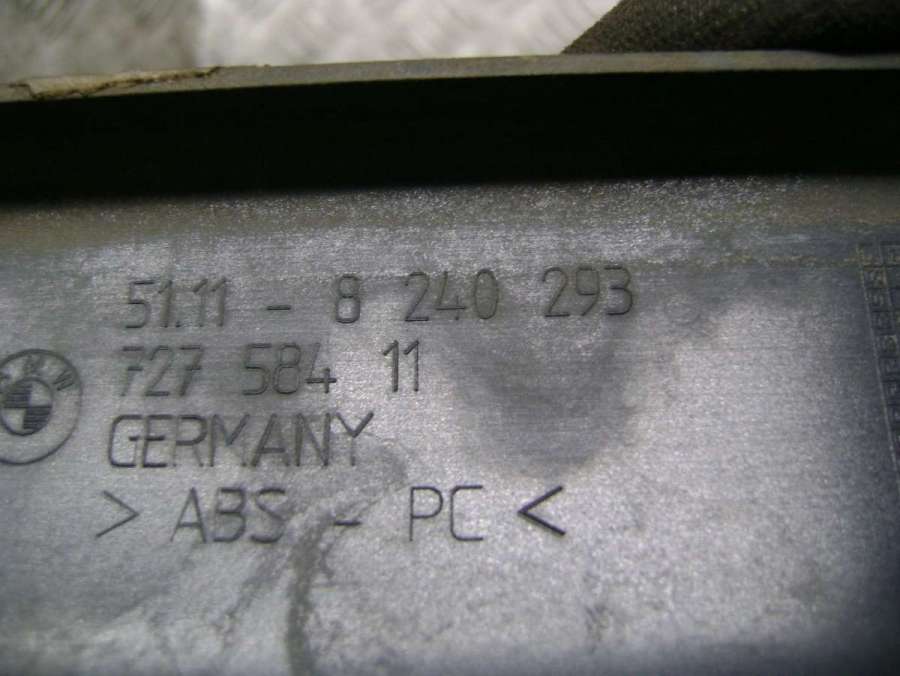 51.11 - 8 240 293
727 584 11
GERMANY
> ABS - PC <